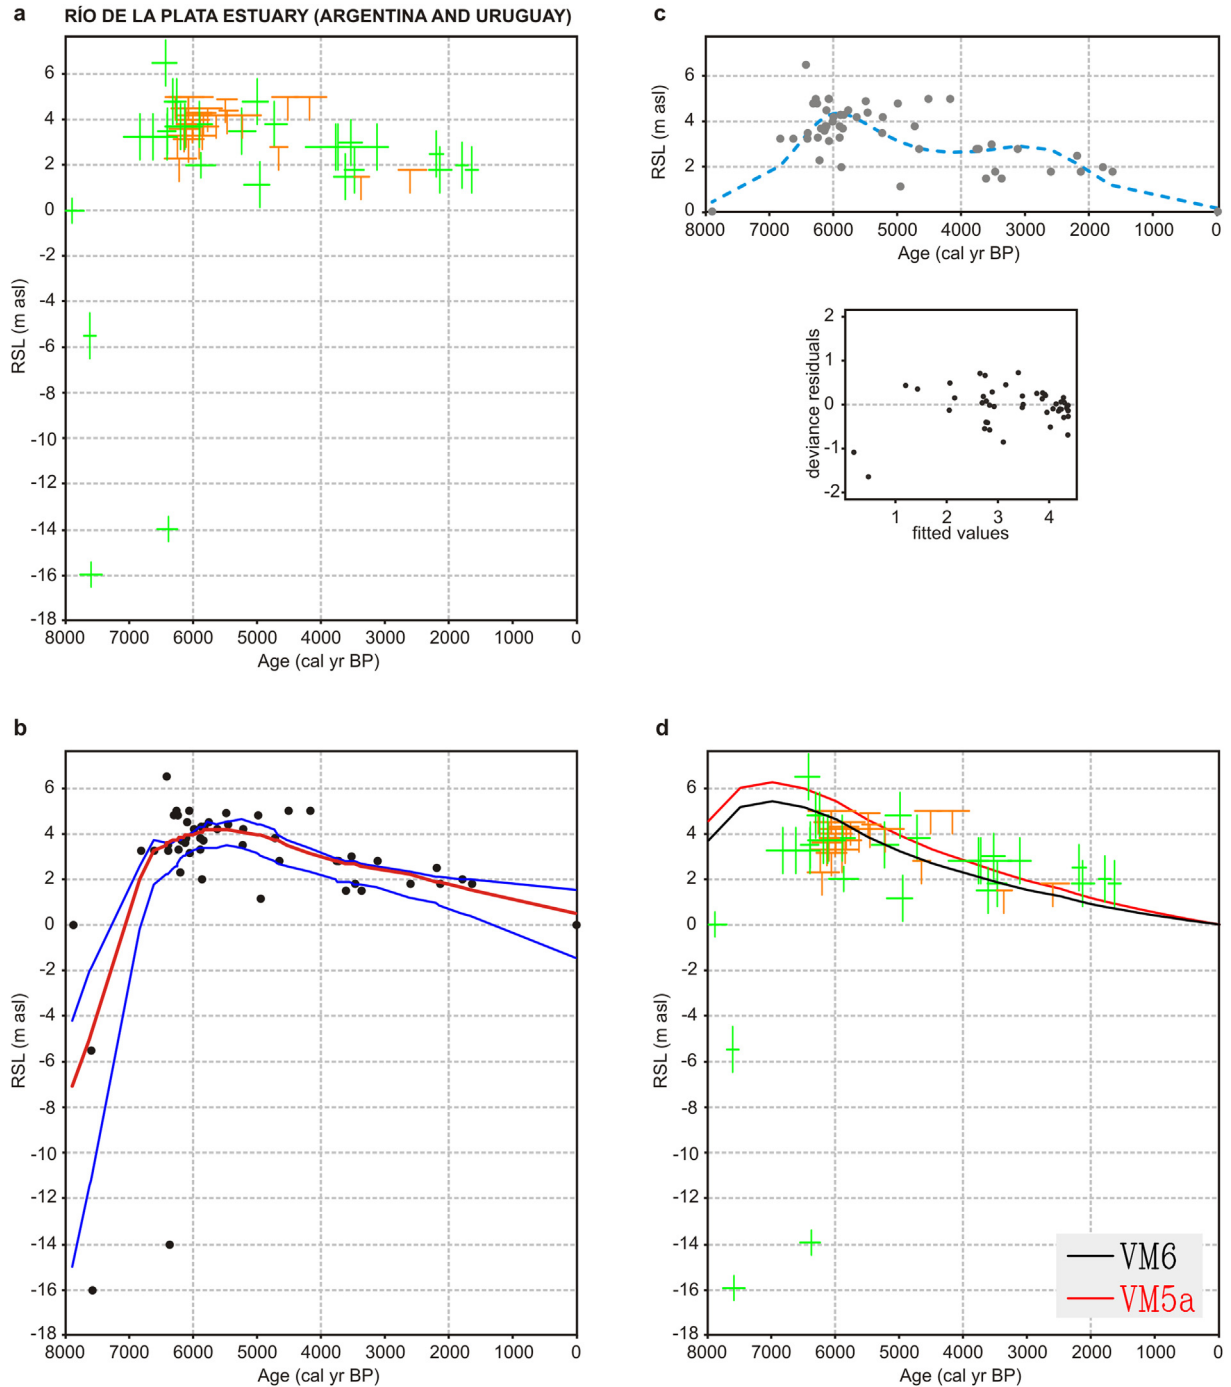 a RÍO DE LA PLATA ESTUARY (ARGENTINA AND URUGUAY)
6
4
2
0
-2
-4
-6
-8
-10
-12
-14
-16
-18
RSL (m asl)
8000 7000 6000 5000 4000 3000 2000 1000 0
Age (cal yr BP)
c
6
4
2
0
RSL (m asl)
8000 7000 6000 5000 4000 3000 2000 1000 0
Age (cal yr BP)
2
1
0
-1
-2
deviance residuals
1 2 3 4
fitted values
b
6
4
2
0
-2
-4
-6
-8
-10
-12
-14
-16
-18
RSL (m asl)
8000 7000 6000 5000 4000 3000 2000 1000 0
Age (cal yr BP)
d
6
4
2
0
-2
-4
-6
-8
-10
-12
-14
-16
-18
RSL (m asl)
VM6
VM5a
8000 7000 6000 5000 4000 3000 2000 1000 0
Age (cal yr BP)